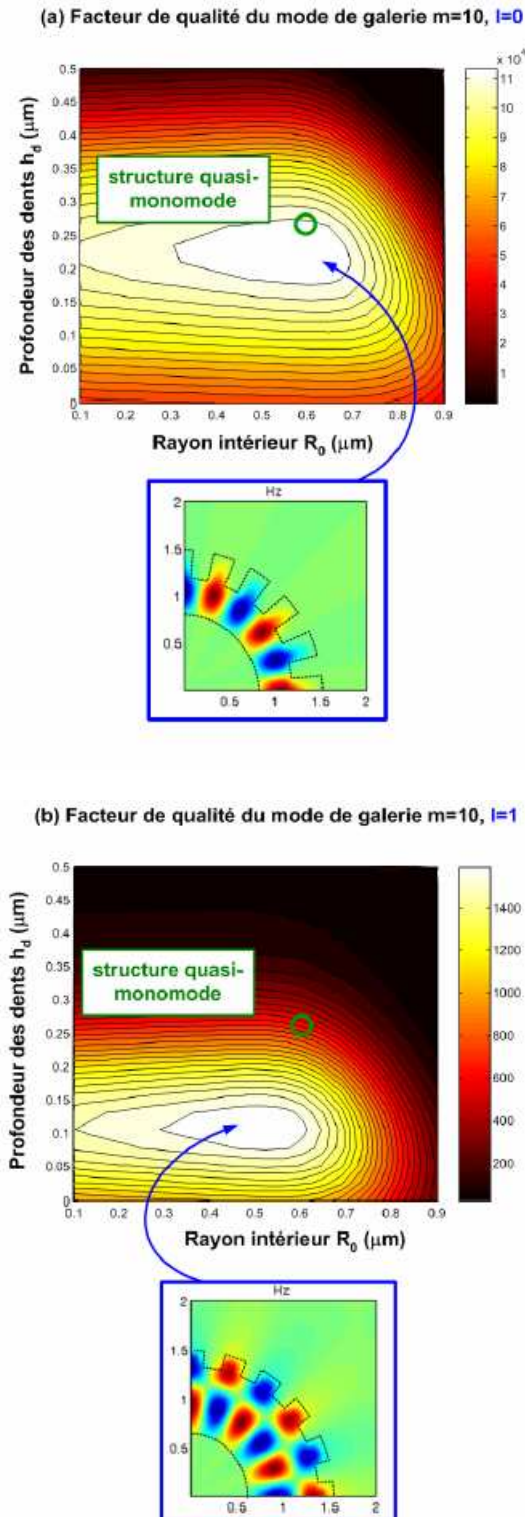 (a) Facteur de qualité du mode de galerie m=10, l=0
x 10⁴
0.5
0.45
0.4
0.35
0.3
0.25
0.2
0.15
0.1
0.05
0
Profondeur des dents h_d (μm)
structure quasi-
monomode
11
10
9
8
7
6
5
4
3
2
1
0.1 0.2 0.3 0.4 0.5 0.6 0.7 0.8 0.9
Rayon intérieur R_0 (μm)
Hz
2
1.5
1
0.5
0.5 1 1.5 2
(b) Facteur de qualité du mode de galerie m=10, l=1
0.5
0.45
0.4
0.35
0.3
0.25
0.2
0.15
0.1
0.05
0
Profondeur des dents h_d (μm)
structure quasi-
monomode
1400
1200
1000
800
600
400
200
0.1 0.2 0.3 0.4 0.5 0.6 0.7 0.8 0.9
Rayon intérieur R_0 (μm)
Hz
2
1.5
1
0.5
0.5 1 1.5 2